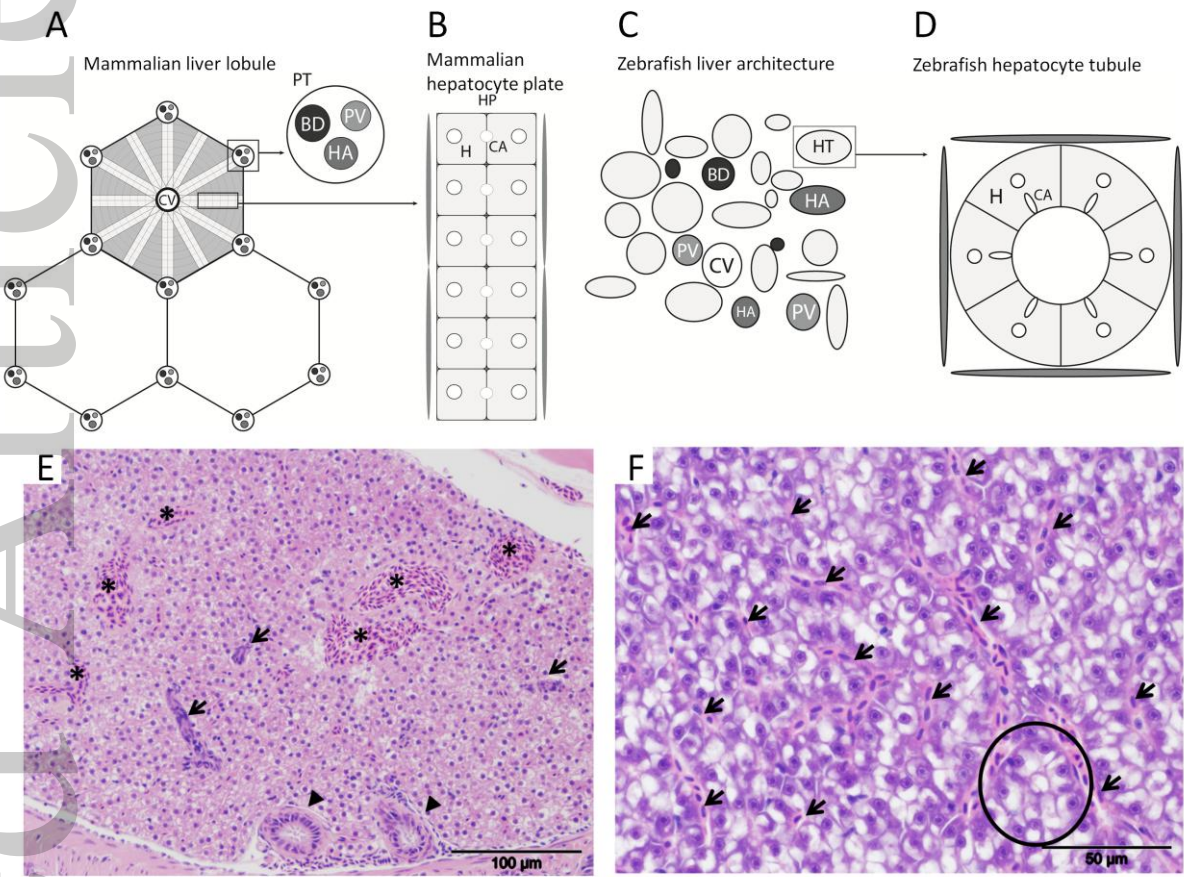 A
Mammalian liver lobule
PT
BD
PV
HA
CV
B
Mammalian
hepatocyte plate
HP
H
CA
C
Zebrafish liver architecture
HT
BD
HA
PV
CV
HA
PV
D
Zebrafish hepatocyte tubule
H
CA
E
*
*
*
*
*
*
100 µm
F
50 µm